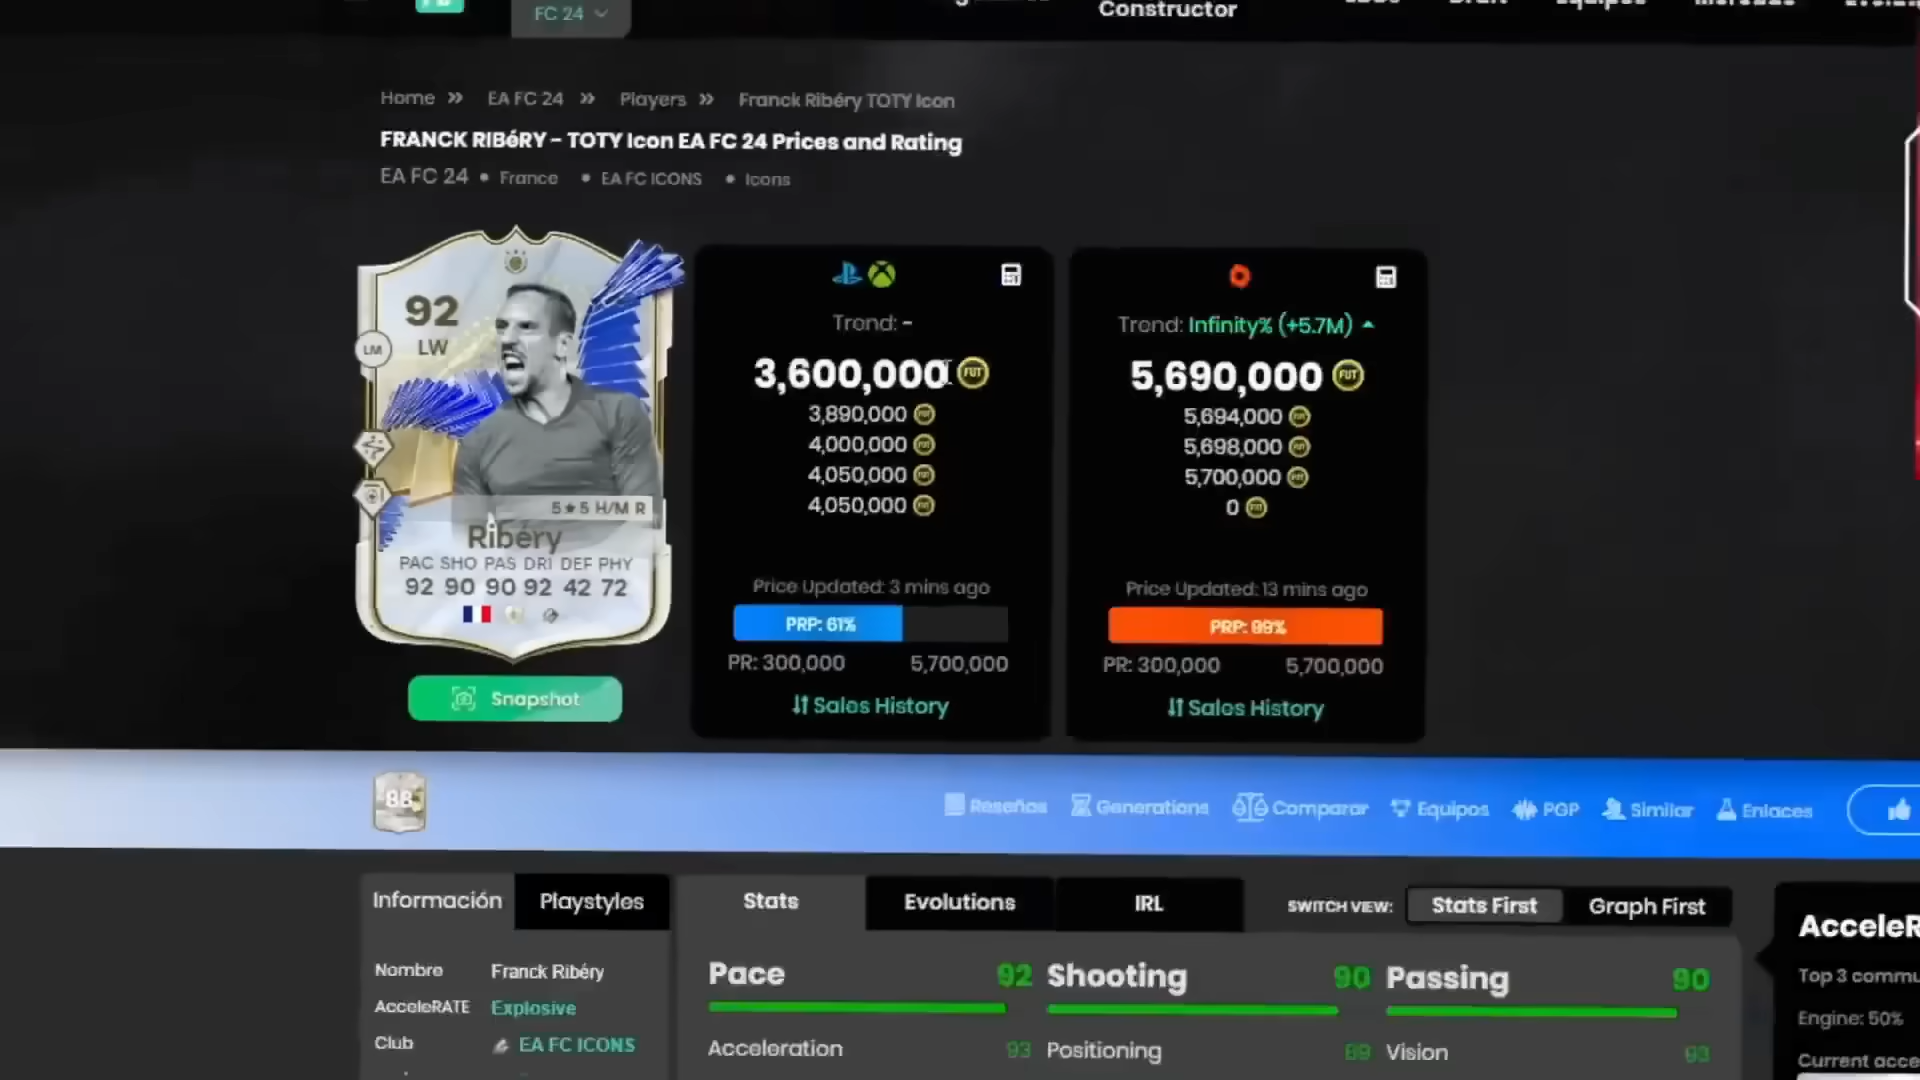 FC 24
Constructor
Home » EA FC 24 » Players » Franck Ribéry TOTY Icon
FRANCK RIBéRY - TOTY Icon EA FC 24 Prices and Rating
EA FC 24 • France • EA FC ICONS • Icons
92
LW
LM
5★5 H/M R
Ribéry
PAC SHO PAS DRI DEF PHY
92 90 90 92 42 72
Snapshot
Trend: -
3,600,000
3,890,000
4,000,000
4,050,000
4,050,000
Price Updated: 3 mins ago
PRP: 61%
PR: 300,000 5,700,000
Sales History
Trend: Infinity% (+5.7M)
5,690,000
5,694,000
5,698,000
5,700,000
0
Price Updated: 13 mins ago
PRP: 99%
PR: 300,000 5,700,000
Sales History
88
Reseñas Generations Comparar Equipos PGP Similar Enlaces
Información Playstyles
Nombre Franck Ribéry
AcceleRATE Explosive
Club EA FC ICONS
Stats Evolutions IRL
SWITCH VIEW: Stats First Graph First
Pace 92 Shooting 90 Passing 90
Acceleration 93 Positioning 89 Vision 93
AcceleR
Top 3 commu
Engine: 50%
Current acce